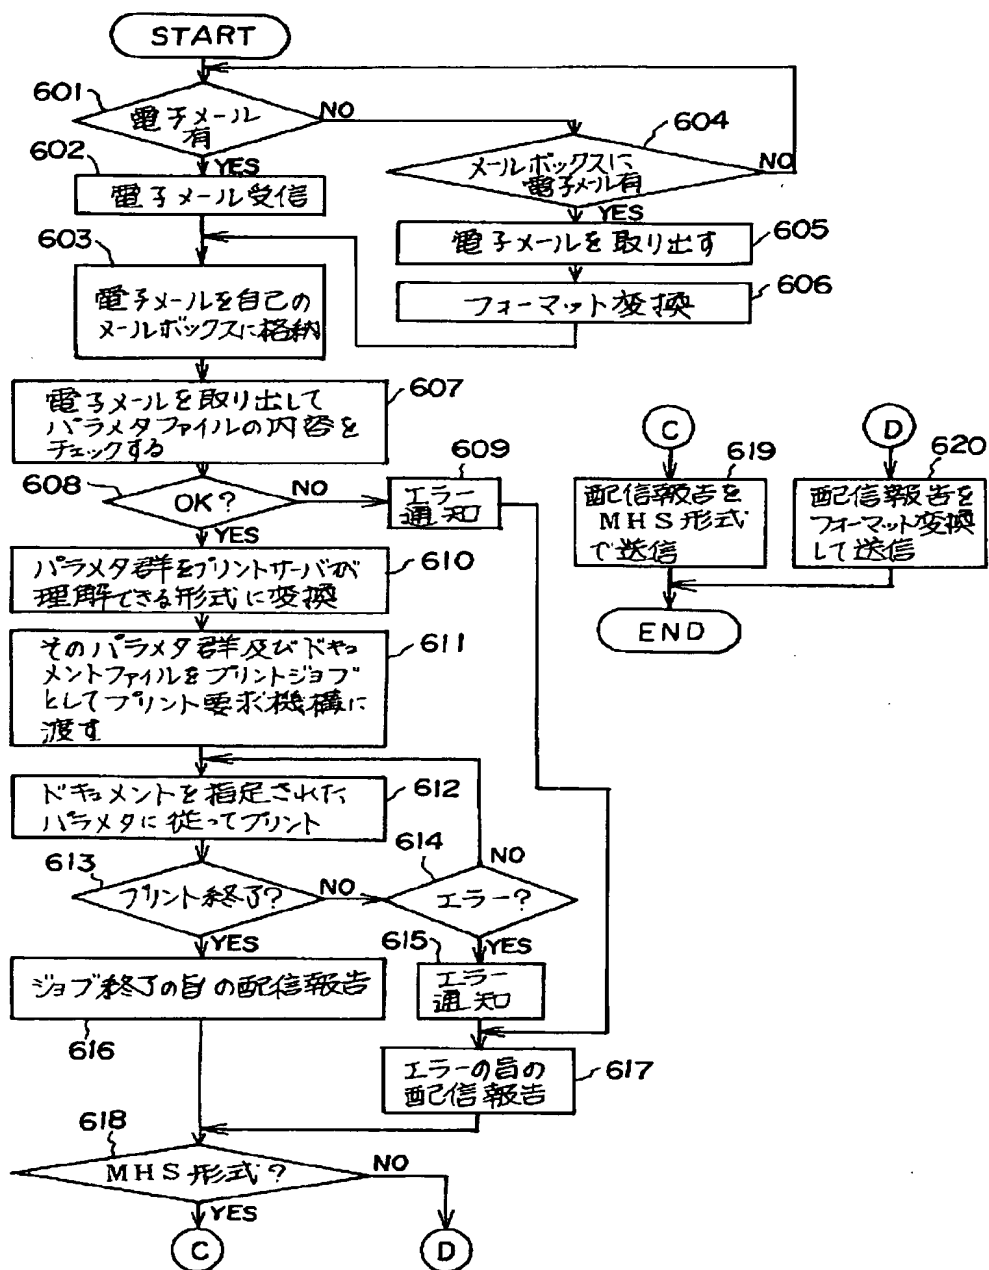 START
601
電子メール
有
NO
YES
602
電子メール受信
604
メールボックスに
電子メール有
NO
YES
電子メールを取り出す
605
フォーマット変換
606
603
電子メールを自己の
メールボックスに格納
電子メールを取り出して
パラメタファイルの内容を
チェックする
607
608
OK?
NO
YES
609
エラー
通知
パラメタ群をプリントサーバが
理解できる形式に変換
610
そのパラメタ群及びドキュ
メントファイルをプリントジョブ
としてプリント要求機構に
渡す
611
ドキュメントを指定された
パラメタに従ってプリント
612
613
プリント終了?
NO
YES
614
エラー?
NO
YES
615
エラー
通知
ジョブ終了の旨の配信報告
616
エラーの旨の
配信報告
617
618
MHS形式?
NO
YES
C
D
C
619
配信報告を
MHS形式
で送信
D
620
配信報告を
フォーマット変換
して送信
END